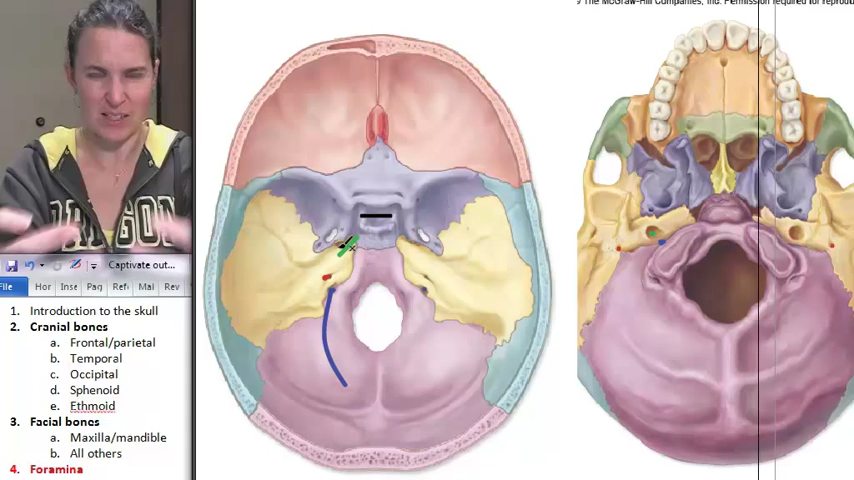 9 The McGraw-Hill Companies, Inc. Permission required for reprodu
OREGON
Captivate out...
File Hor Inse Pag Refe Mai Rev
1. Introduction to the skull
2. Cranial bones
a. Frontal/parietal
b. Temporal
c. Occipital
d. Sphenoid
e. Ethmoid
3. Facial bones
a. Maxilla/mandible
b. All others
4. Foramina